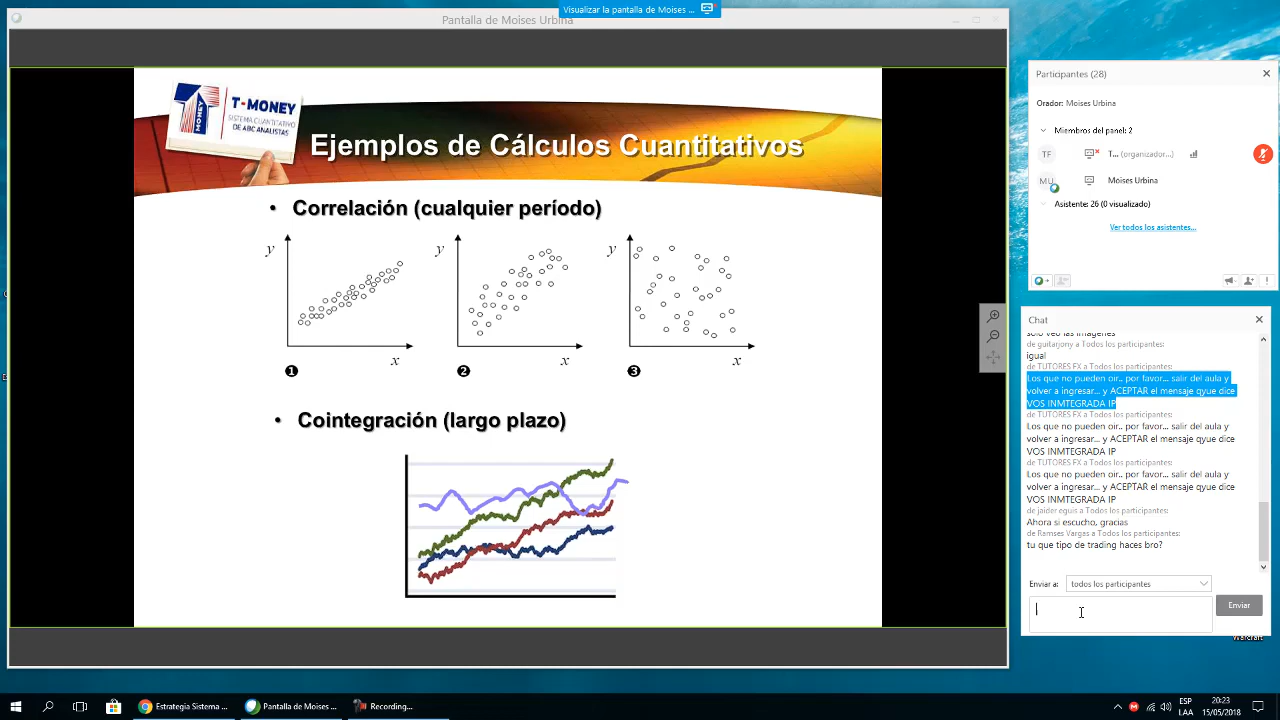 Visualizar la pantalla de Moises ...
Pantalla de Moises Urbina
T-MONEY
SISTEMA CUANTITATIVO
DE ABC ANALISTAS
MONEY
Ejemplos de Cálculos Cuantitativos
• Correlación (cualquier período)
y
y
y
x
x
x
❶
❷
❸
• Cointegración (largo plazo)
Participantes (28)
Orador: Moises Urbina
Miembros del panel: 2
TF
T... (organizador...)
MU
Moises Urbina
Asistente: 26 (0 visualizado)
Ver todos los asistentes...
Chat
solo veo las imagenes
de guitarjony a Todos los participantes:
igual
de TUTORES FX a Todos los participantes:
Los que no pueden oir.. por favor... salir del aula y
volver a ingresar... y ACEPTAR el mensaje qyue dice
VOS INMTEGRADA IP
de TUTORES FX a Todos los participantes:
Los que no pueden oir.. por favor... salir del aula y
volver a ingresar... y ACEPTAR el mensaje qyue dice
VOS INMTEGRADA IP
de TUTORES FX a Todos los participantes:
Los que no pueden oir.. por favor... salir del aula y
volver a ingresar... y ACEPTAR el mensaje qyue dice
VOS INMTEGRADA IP
de jaider eguis a Todos los participantes:
Ahora si escucho, gracias
de Ramses Vargas a Todos los participantes:
tu que tipo de trading haces bro?
Enviar a:
todos los participantes
Enviar
Warcraft
Estrategia Sistema ...
Pantalla de Moises ...
Recording...
ESP
LAA
20:23
15/05/2018